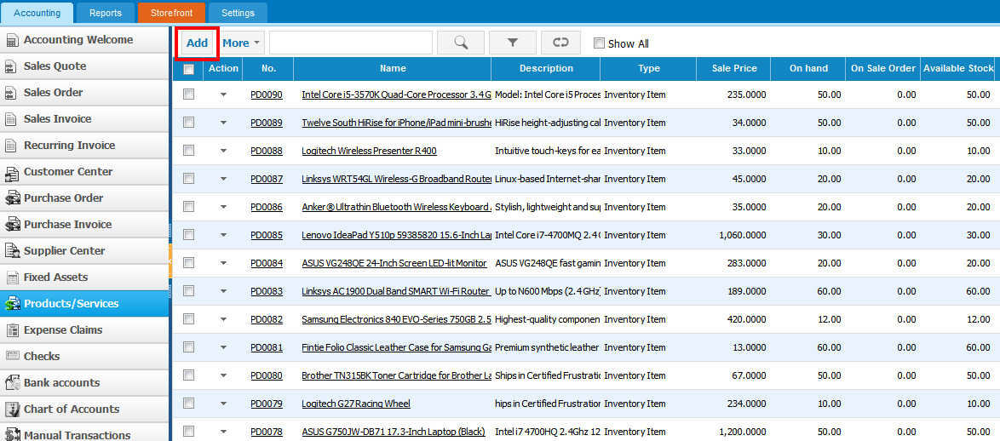 Accounting Reports Storefront Settings
Accounting Welcome
Sales Quote
Sales Order
Sales Invoice
Recurring Invoice
Customer Center
Purchase Order
Purchase Invoice
Supplier Center
Fixed Assets
Products/Services
Expense Claims
Checks
Bank accounts
Chart of Accounts
Manual Transactions
Add More Show All
Action No. Name Description Type Sale Price On hand On Sale Order Available Stock
PD0090 Intel Core i5-3570K Quad-Core Processor 3.4 G Model: Intel Core i5 Proces Inventory Item 235.0000 50.00 0.00 50.00
PD0089 Twelve South HiRise for iPhone/iPad mini-brushe HiRise height-adjusting cal Inventory Item 34.0000 50.00 0.00 50.00
PD0088 Logitech Wireless Presenter R400 Intuitive touch-keys for ea Inventory Item 33.0000 10.00 0.00 10.00
PD0087 Linksys WRT54GL Wireless-G Broadband Router Linux-based Internet-shar Inventory Item 45.0000 20.00 0.00 20.00
PD0086 Anker® Ultrathin Bluetooth Wireless Keyboard Stylish, lightweight and sup Inventory Item 35.0000 20.00 0.00 20.00
PD0085 Lenovo IdeaPad Y510p 59385820 15.6-Inch Lap Intel Core i7-4700MQ 2.4 G Inventory Item 1,060.0000 30.00 0.00 30.00
PD0084 ASUS VG248QE 24-Inch Screen LED-lit Monitor ASUS VG248QE fast gamin Inventory Item 283.0000 20.00 0.00 20.00
PD0083 Linksys AC1900 Dual Band SMART Wi-Fi Router Up to N600 Mbps (2.4 GHz) Inventory Item 189.0000 60.00 0.00 60.00
PD0082 Samsung Electronics 840 EVO-Series 750GB 2.5 Highest-quality componen Inventory Item 420.0000 12.00 0.00 12.00
PD0081 Fintie Folio Classic Leather Case for Samsung Ga Premium synthetic leather Inventory Item 13.0000 60.00 0.00 60.00
PD0080 Brother TN315BK Toner Cartridge for Brother La Ships in Certified Frustratio Inventory Item 67.0000 50.00 0.00 50.00
PD0079 Logitech G27 Racing Wheel hips in Certified Frustration Inventory Item 234.0000 10.00 0.00 10.00
PD0078 ASUS G750JW-DB71 17.3-Inch Laptop (Black) Intel i7 4700HQ 2.4Ghz 12 Inventory Item 1,200.0000 50.00 0.00 50.00